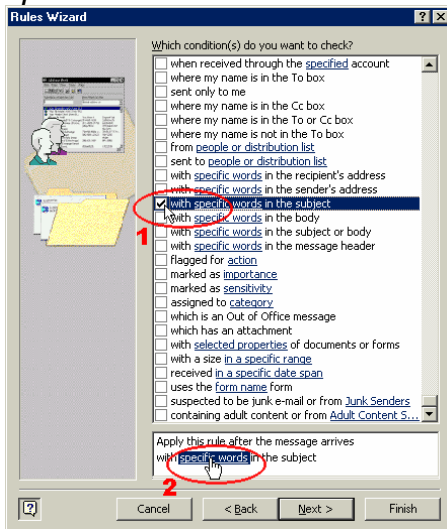 Rules Wizard
Which condition(s) do you want to check?
when received through the specified account
where my name is in the To box
sent only to me
where my name is in the Cc box
where my name is in the To or Cc box
where my name is not in the To box
from people or distribution list
sent to people or distribution list
with specific words in the recipient's address
with specific words in the sender's address
with specific words in the subject
with specific words in the body
with specific words in the subject or body
1
with specific words in the message header
flagged for action
marked as importance
marked as sensitivity
assigned to category
which is an Out of Office message
which has an attachment
with selected properties of documents or forms
with a size in a specific range
received in a specific date span
uses the form name form
suspected to be junk e-mail or from Junk Senders
containing adult content or from Adult Content S...
Apply this rule after the message arrives
with specific words in the subject
2
Cancel < Back Next > Finish